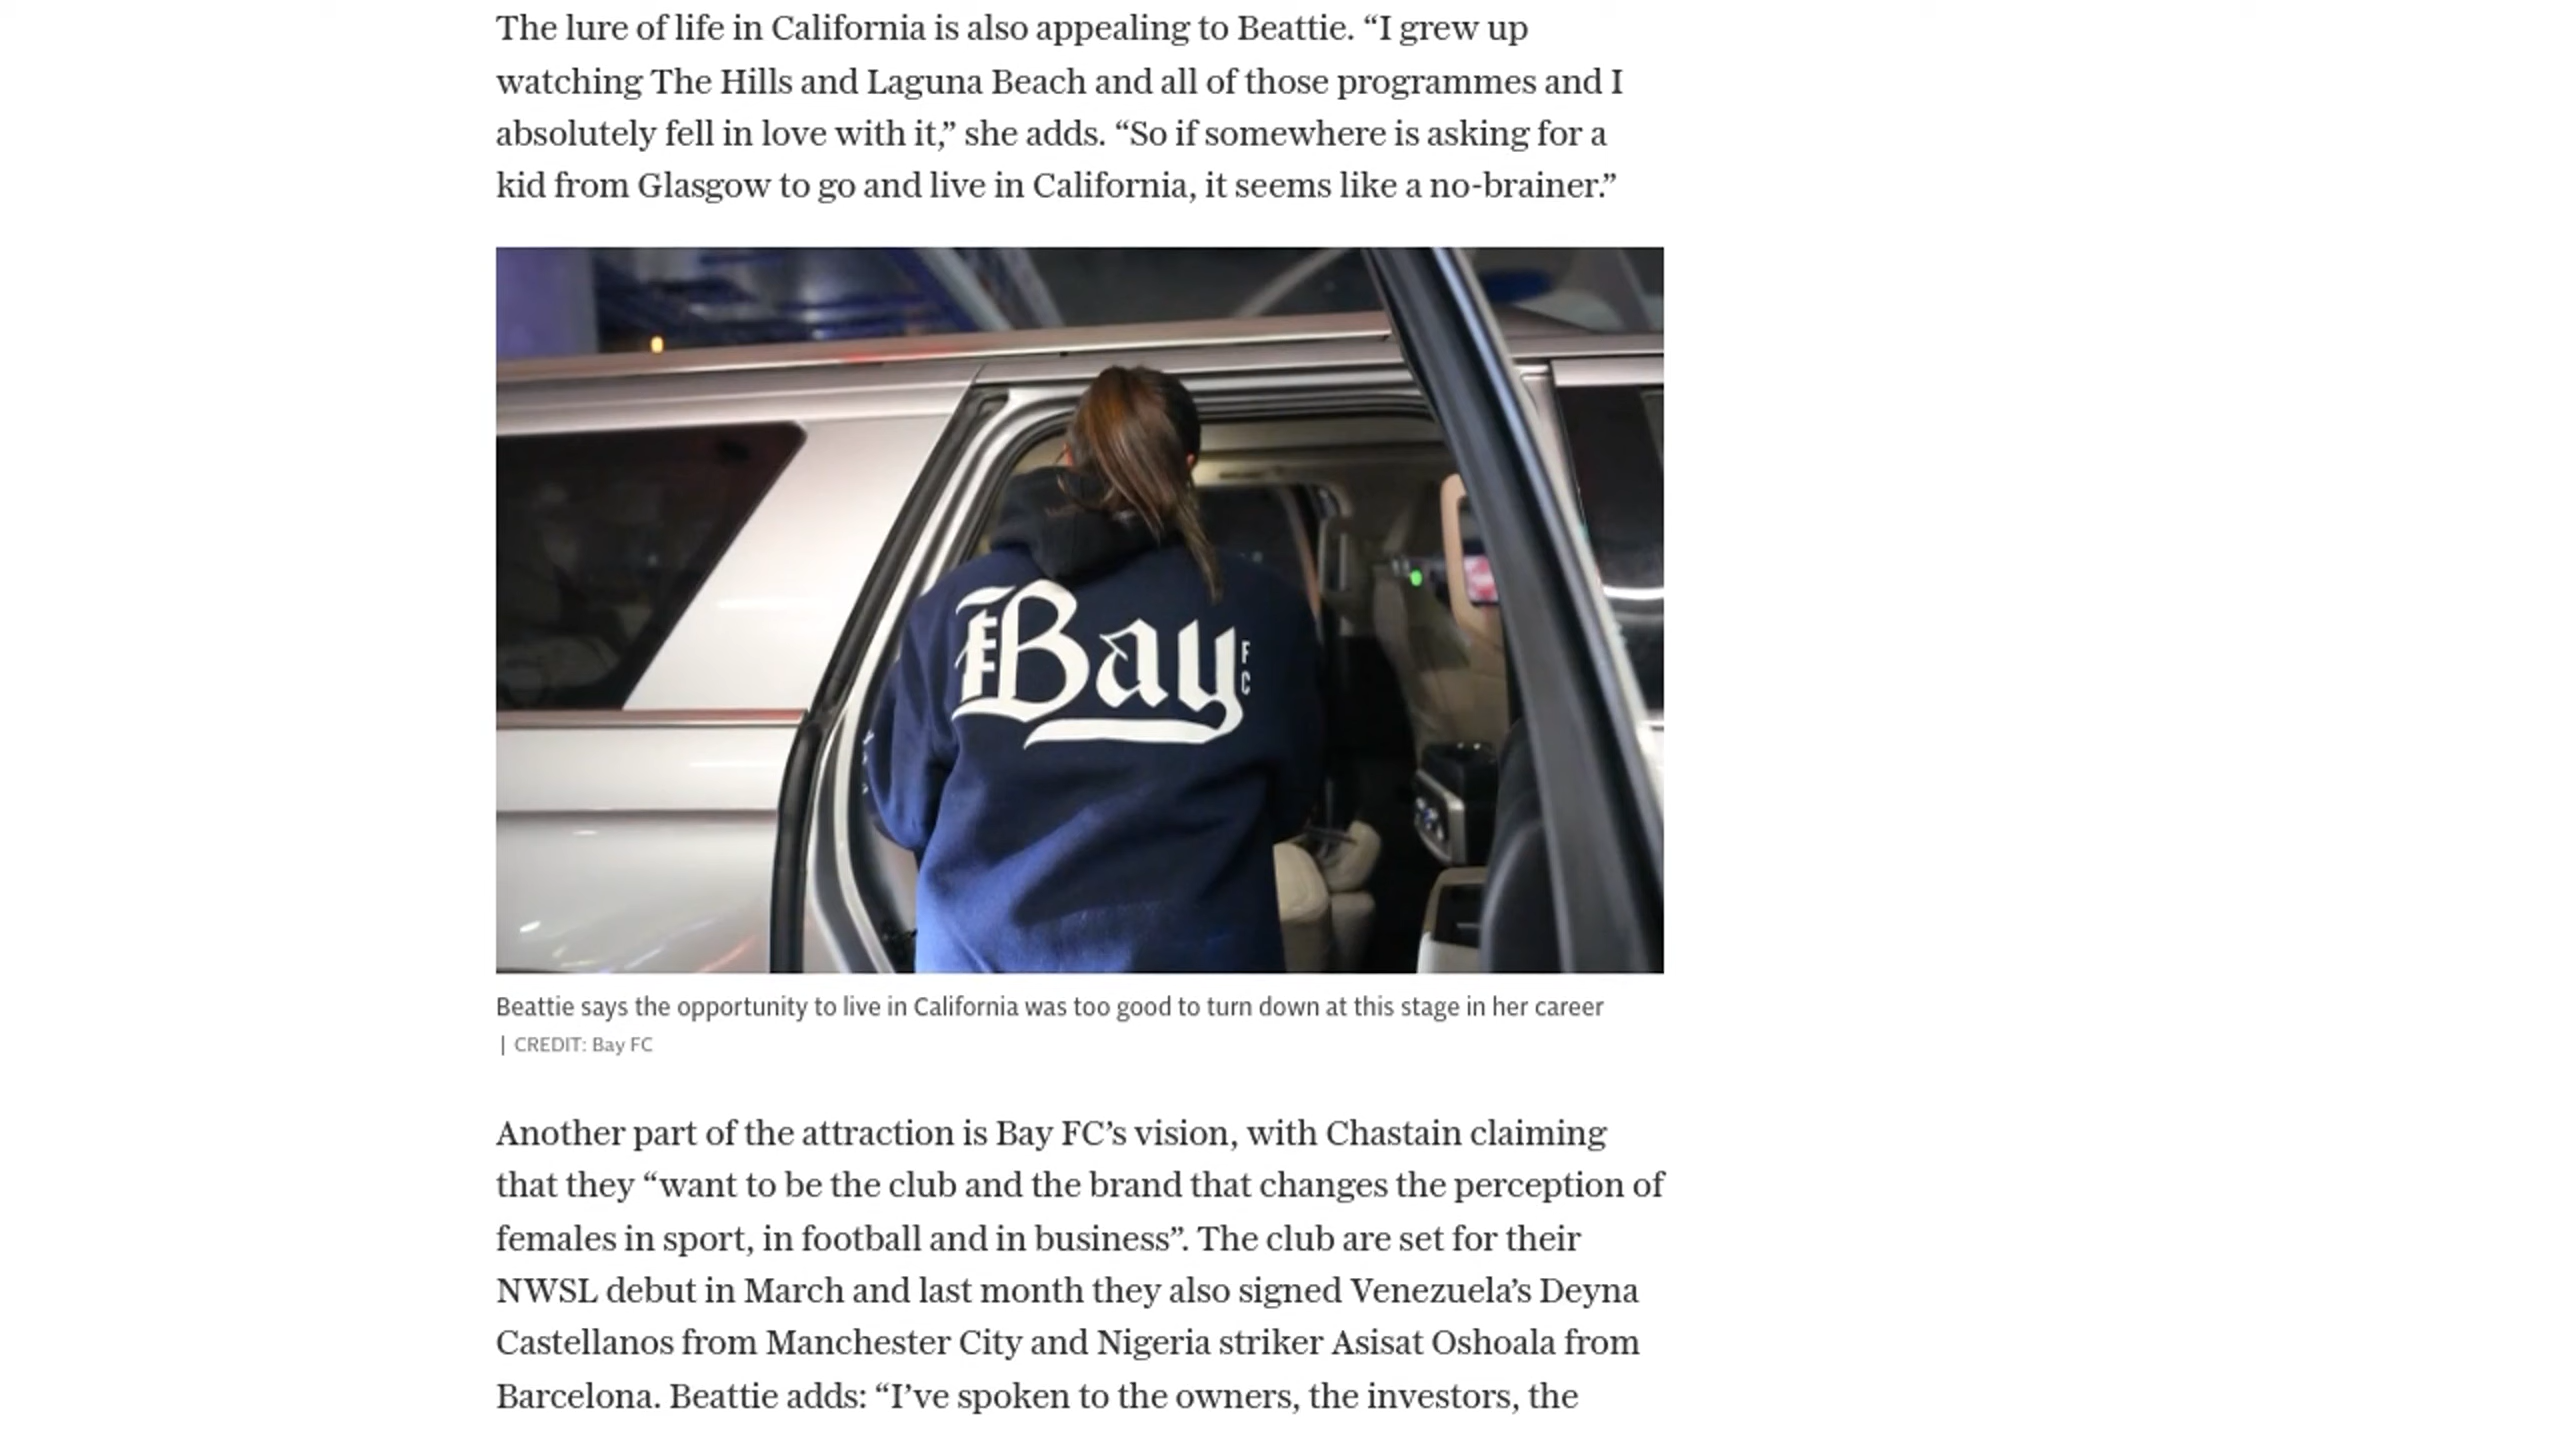 The lure of life in California is also appealing to Beattie. “I grew up
watching The Hills and Laguna Beach and all of those programmes and I
absolutely fell in love with it,” she adds. “So if somewhere is asking for a
kid from Glasgow to go and live in California, it seems like a no-brainer.”
Bay FC
Beattie says the opportunity to live in California was too good to turn down at this stage in her career
| CREDIT: Bay FC
Another part of the attraction is Bay FC’s vision, with Chastain claiming
that they “want to be the club and the brand that changes the perception of
females in sport, in football and in business”. The club are set for their
NWSL debut in March and last month they also signed Venezuela’s Deyna
Castellanos from Manchester City and Nigeria striker Asisat Oshoala from
Barcelona. Beattie adds: “I’ve spoken to the owners, the investors, the